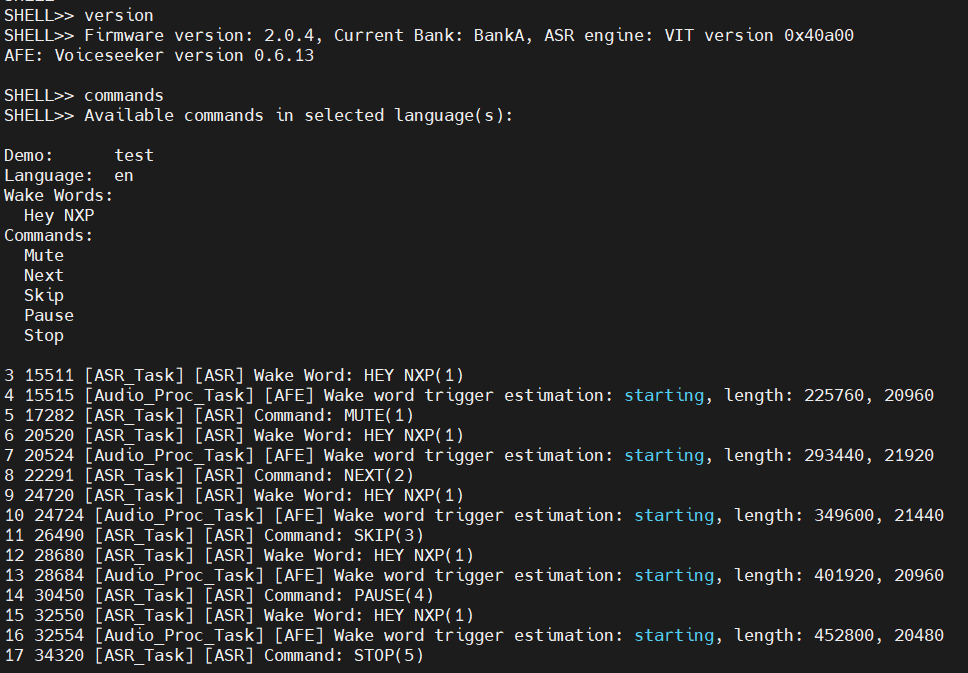 SHELL>> version
SHELL>> Firmware version: 2.0.4, Current Bank: BankA, ASR engine: VIT version 0x40a00
AFE: Voiceseeker version 0.6.13
SHELL>> commands
SHELL>> Available commands in selected language(s):
Demo: test
Language: en
Wake Words:
Hey NXP
Commands:
Mute
Next
Skip
Pause
Stop
3 15511 [ASR_Task] [ASR] Wake Word: HEY NXP(1)
4 15515 [Audio_Proc_Task] [AFE] Wake word trigger estimation: starting, length: 225760, 20960
5 17282 [ASR_Task] [ASR] Command: MUTE(1)
6 20520 [ASR_Task] [ASR] Wake Word: HEY NXP(1)
7 20524 [Audio_Proc_Task] [AFE] Wake word trigger estimation: starting, length: 293440, 21920
8 22291 [ASR_Task] [ASR] Command: NEXT(2)
9 24720 [ASR_Task] [ASR] Wake Word: HEY NXP(1)
10 24724 [Audio_Proc_Task] [AFE] Wake word trigger estimation: starting, length: 349600, 21440
11 26490 [ASR_Task] [ASR] Command: SKIP(3)
12 28680 [ASR_Task] [ASR] Wake Word: HEY NXP(1)
13 28684 [Audio_Proc_Task] [AFE] Wake word trigger estimation: starting, length: 401920, 20960
14 30450 [ASR_Task] [ASR] Command: PAUSE(4)
15 32550 [ASR_Task] [ASR] Wake Word: HEY NXP(1)
16 32554 [Audio_Proc_Task] [AFE] Wake word trigger estimation: starting, length: 452800, 20480
17 34320 [ASR_Task] [ASR] Command: STOP(5)